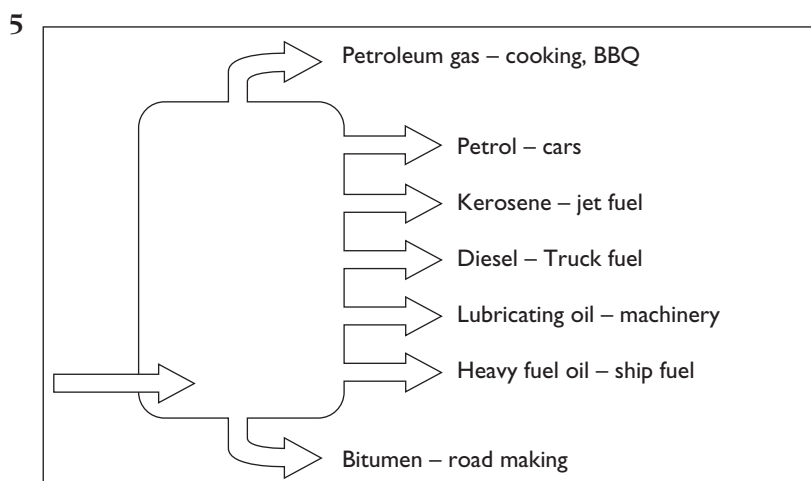 5
Petroleum gas – cooking, BBQ
Petrol – cars
Kerosene – jet fuel
Diesel – Truck fuel
Lubricating oil – machinery
Heavy fuel oil – ship fuel
Bitumen – road making